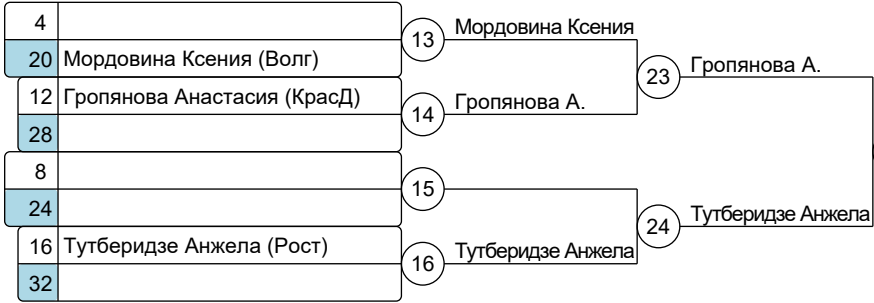 4
13
Мордовина Ксения
20 Мордовина Ксения (Волг)
23
Гропянова А.
12 Гропянова Анастасия (КрасД)
14
Гропянова А.
28
8
15
24
24
Тутберидзе Анжела
16 Тутберидзе Анжела (Рост)
16
Тутберидзе Анжела
32